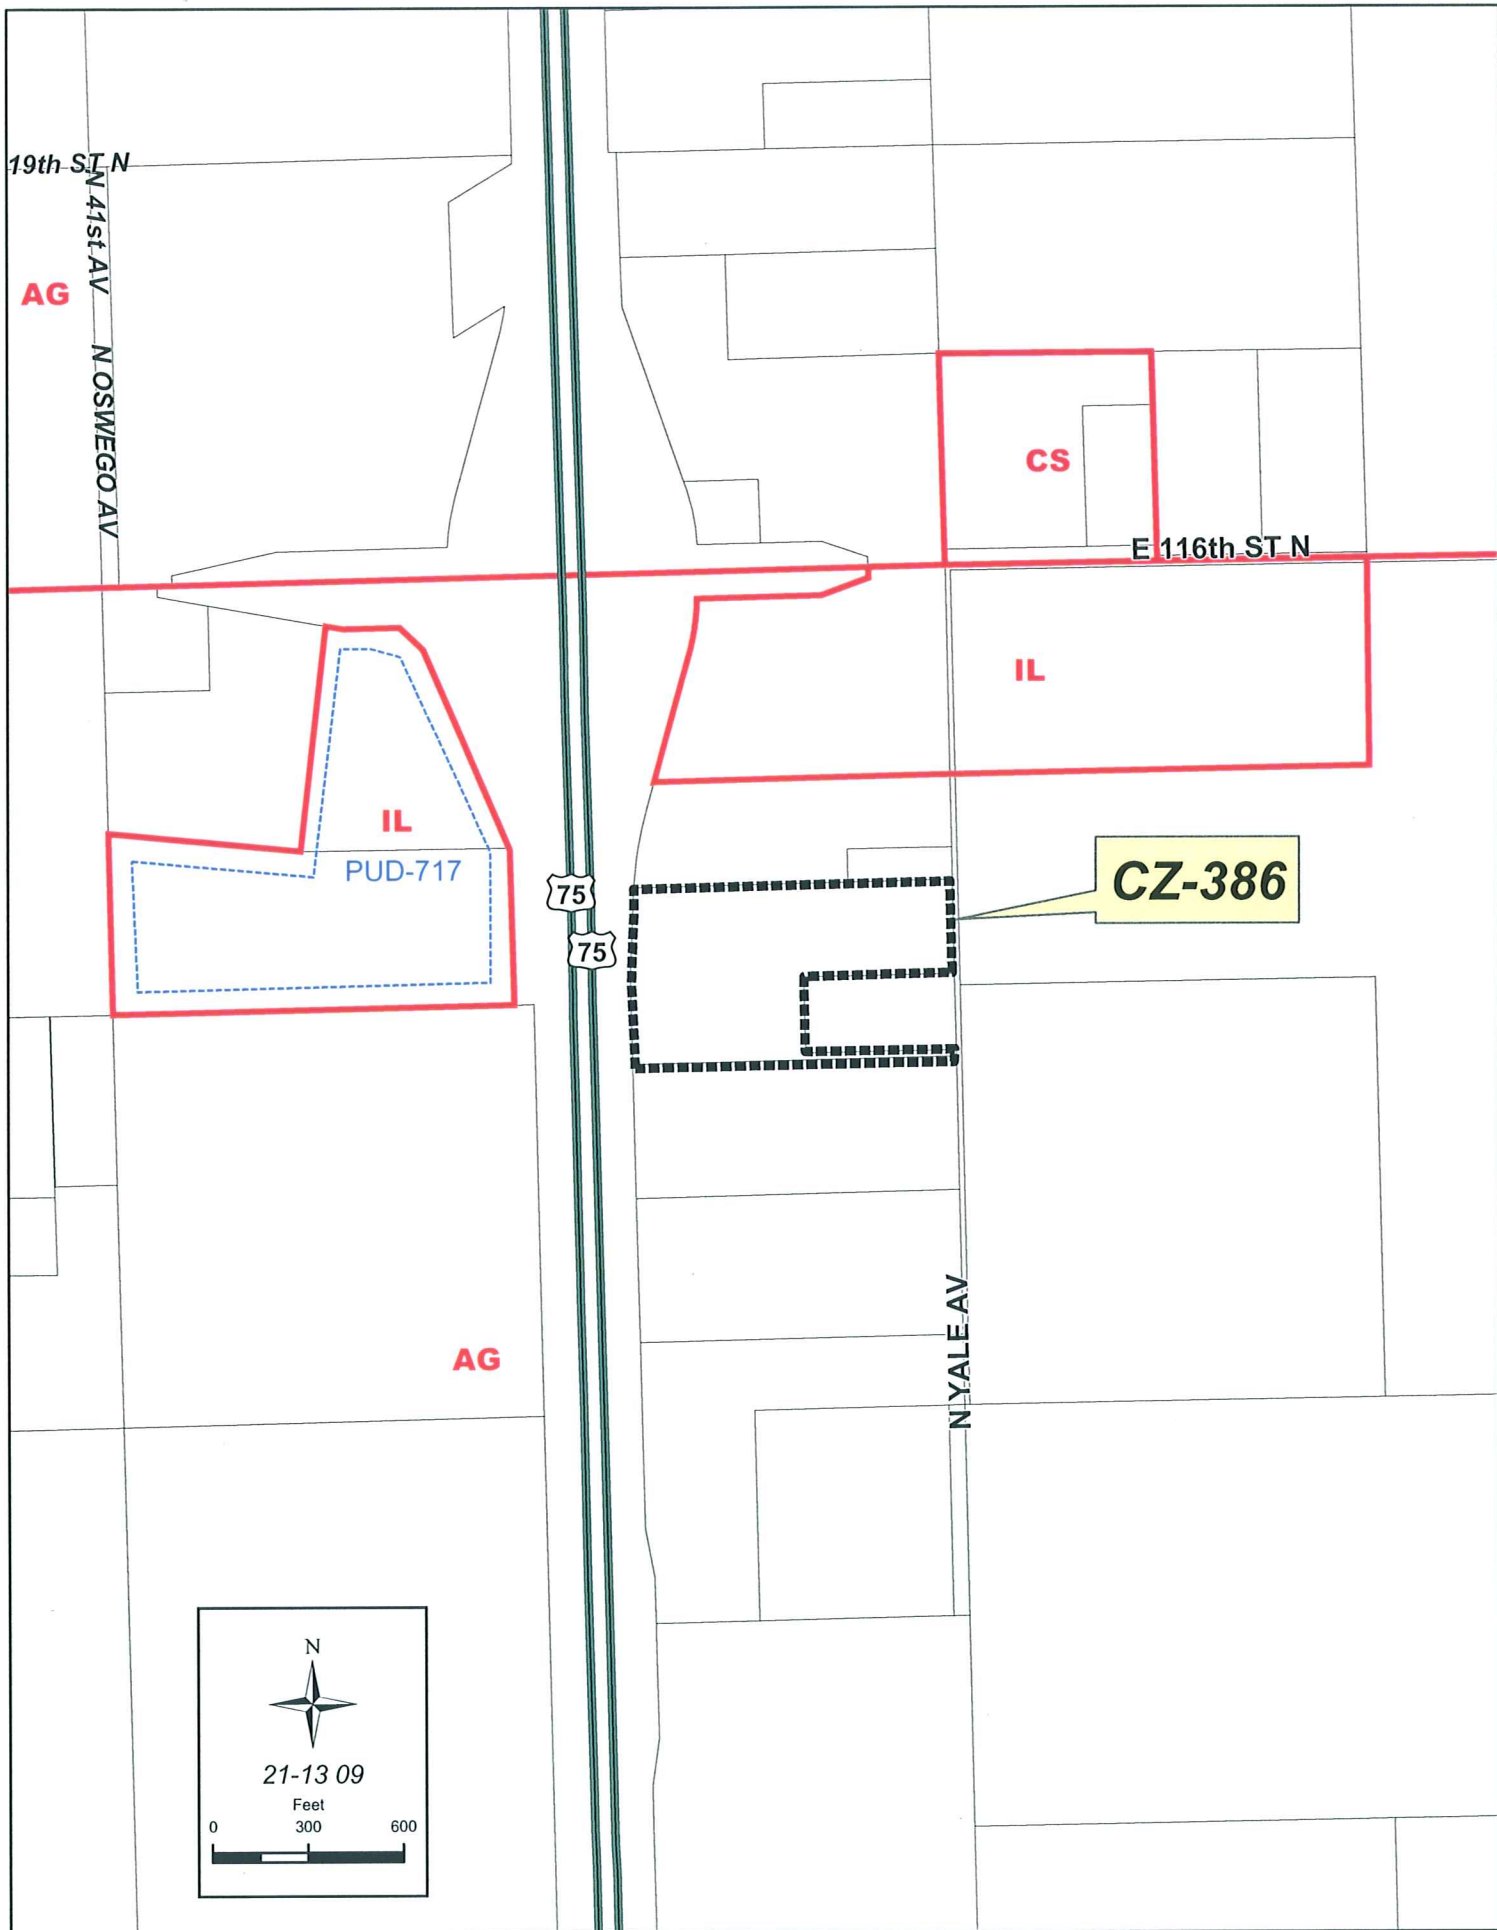 19th ST N
N 41st AV
AG
N OSWEGO AV
CS
E 116th ST N
IL
IL
PUD-717
75
75
CZ-386
N YALE AV
AG
N
21-13 09
Feet
0 300 600